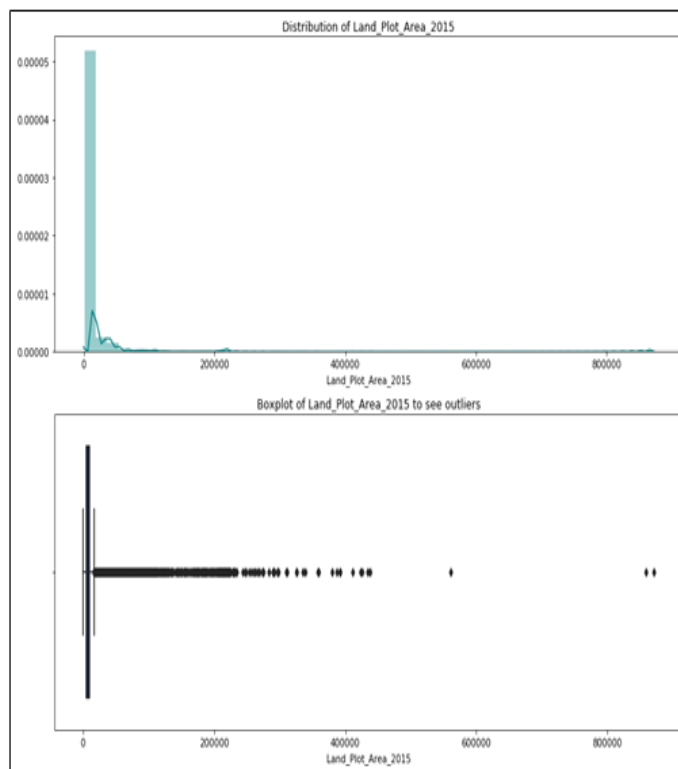 Distribution of Land_Plot_Area_2015
0.00005
0.00004
0.00003
0.00002
0.00001
0.00000
0 200000 400000 600000 800000
Land_Plot_Area_2015
Boxplot of Land_Plot_Area_2015 to see outliers
0 200000 400000 600000 800000
Land_Plot_Area_2015